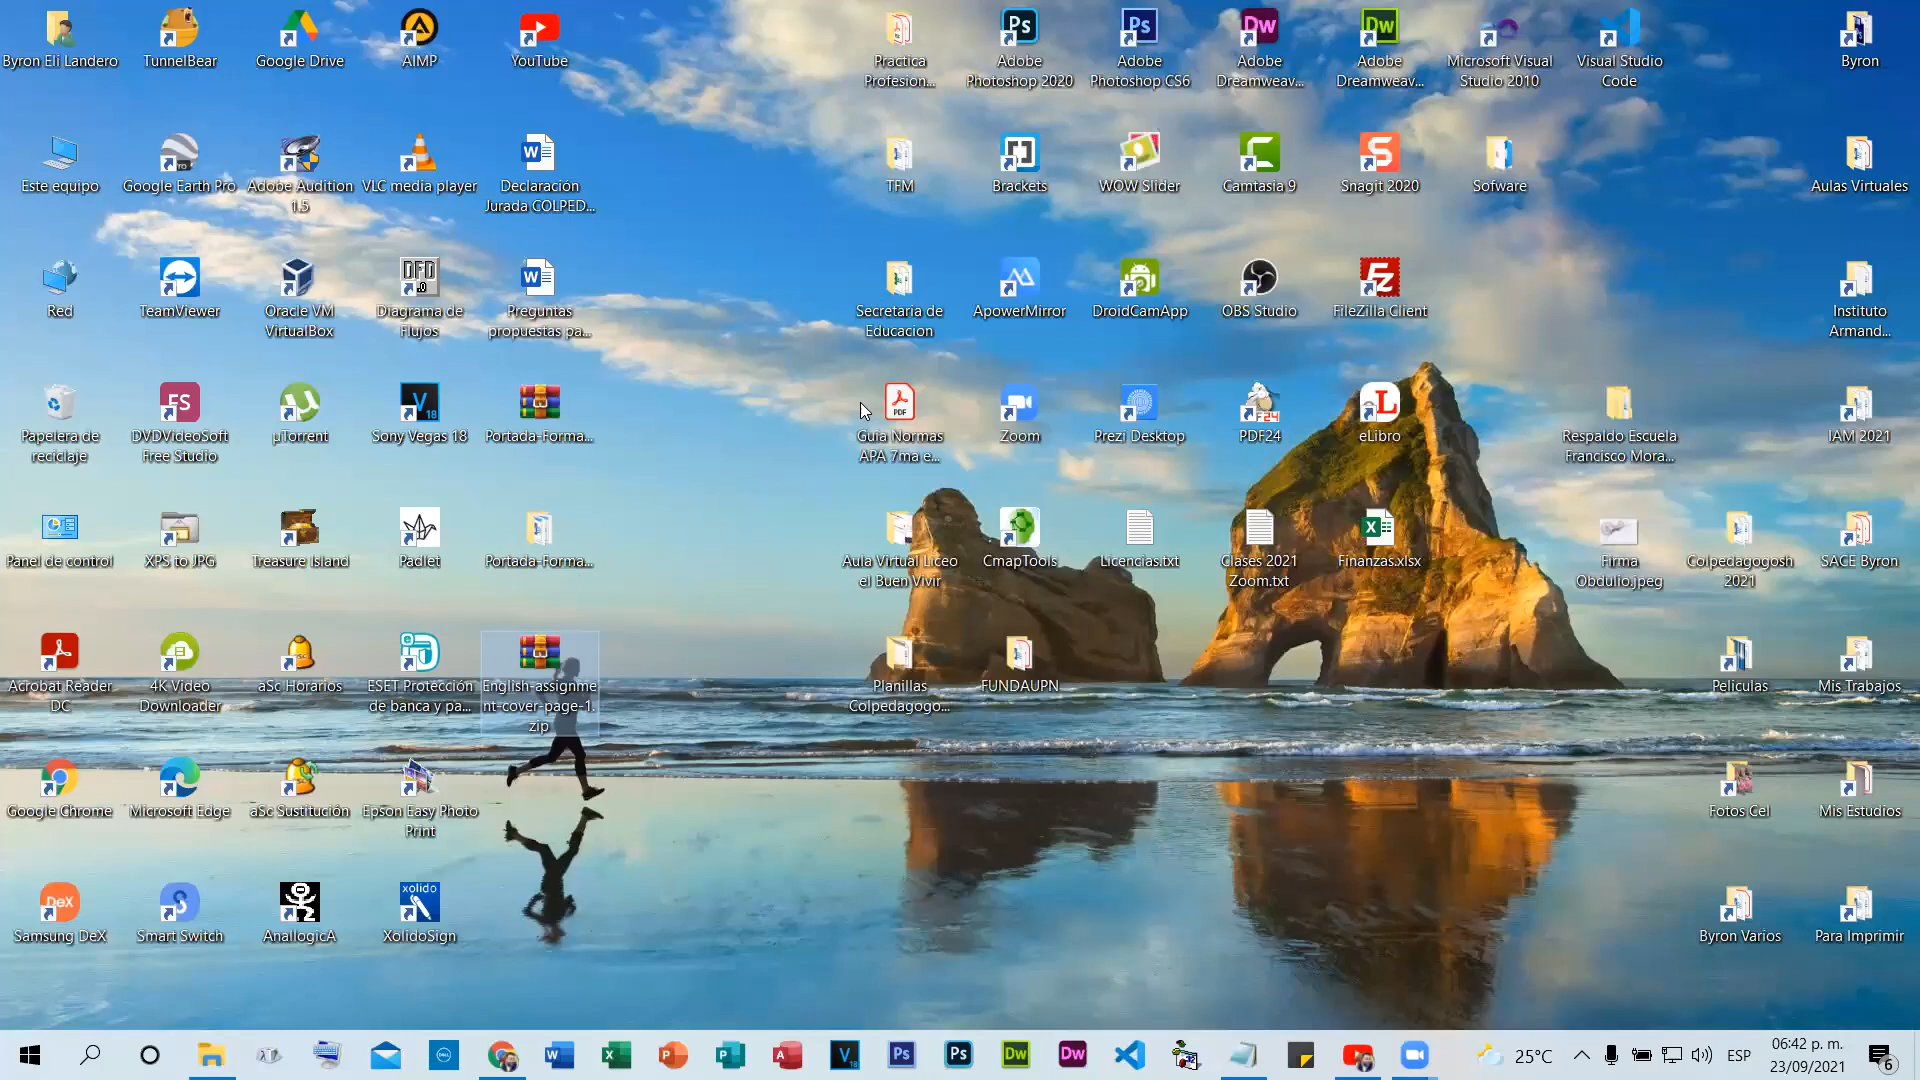 Byron Eli Landero
TunnelBear
Google Drive
AIMP
YouTube
Practica
Profesion...
Adobe
Photoshop 2020
Adobe
Photoshop CS6
Adobe
Dreamweav...
Adobe
Dreamweav...
Microsoft Visual
Studio 2010
Visual Studio
Code
Byron
Este equipo
Google Earth Pro
Adobe Audition
1.5
VLC media player
Declaración
Jurada COLPED...
TFM
Brackets
WOW Slider
Camtasia 9
Snagit 2020
Sofware
Aulas Virtuales
Red
TeamViewer
Oracle VM
VirtualBox
Diagrama de
Flujos
Preguntas
propuestas pa...
Secretaria de
Educacion
ApowerMirror
DroidCamApp
OBS Studio
FileZilla Client
Instituto
Armand...
Papelera de
reciclaje
DVDVideoSoft
Free Studio
µTorrent
Sony Vegas 18
Portada-Forma...
Guia Normas
APA 7ma e...
Zoom
Prezi Desktop
PDF24
eLibro
Respaldo Escuela
Francisco Mora...
IAM 2021
Panel de control
XPS to JPG
Treasure Island
Padlet
Portada-Forma...
Aula Virtual Liceo
el Buen Vivir
CmapTools
Licencias.txt
Clases 2021
Zoom.txt
Finanzas.xlsx
Firma
Obdulio.jpeg
Colpedagogosh
2021
SACE Byron
Acrobat Reader
DC
4K Video
Downloader
aSc Horarios
ESET Protección
de banca y pa...
English-assignme
nt-cover-page-1.
zip
Planillas
Colpedagogo...
FUNDAUPN
Peliculas
Mis Trabajos
Google Chrome
Microsoft Edge
aSc Sustitución
Epson Easy Photo
Print
Fotos Cel
Mis Estudios
Samsung DeX
Smart Switch
AnallogicA
XolidoSign
Byron Varios
Para Imprimir
25°C
ESP
06:42 p. m.
23/09/2021
6